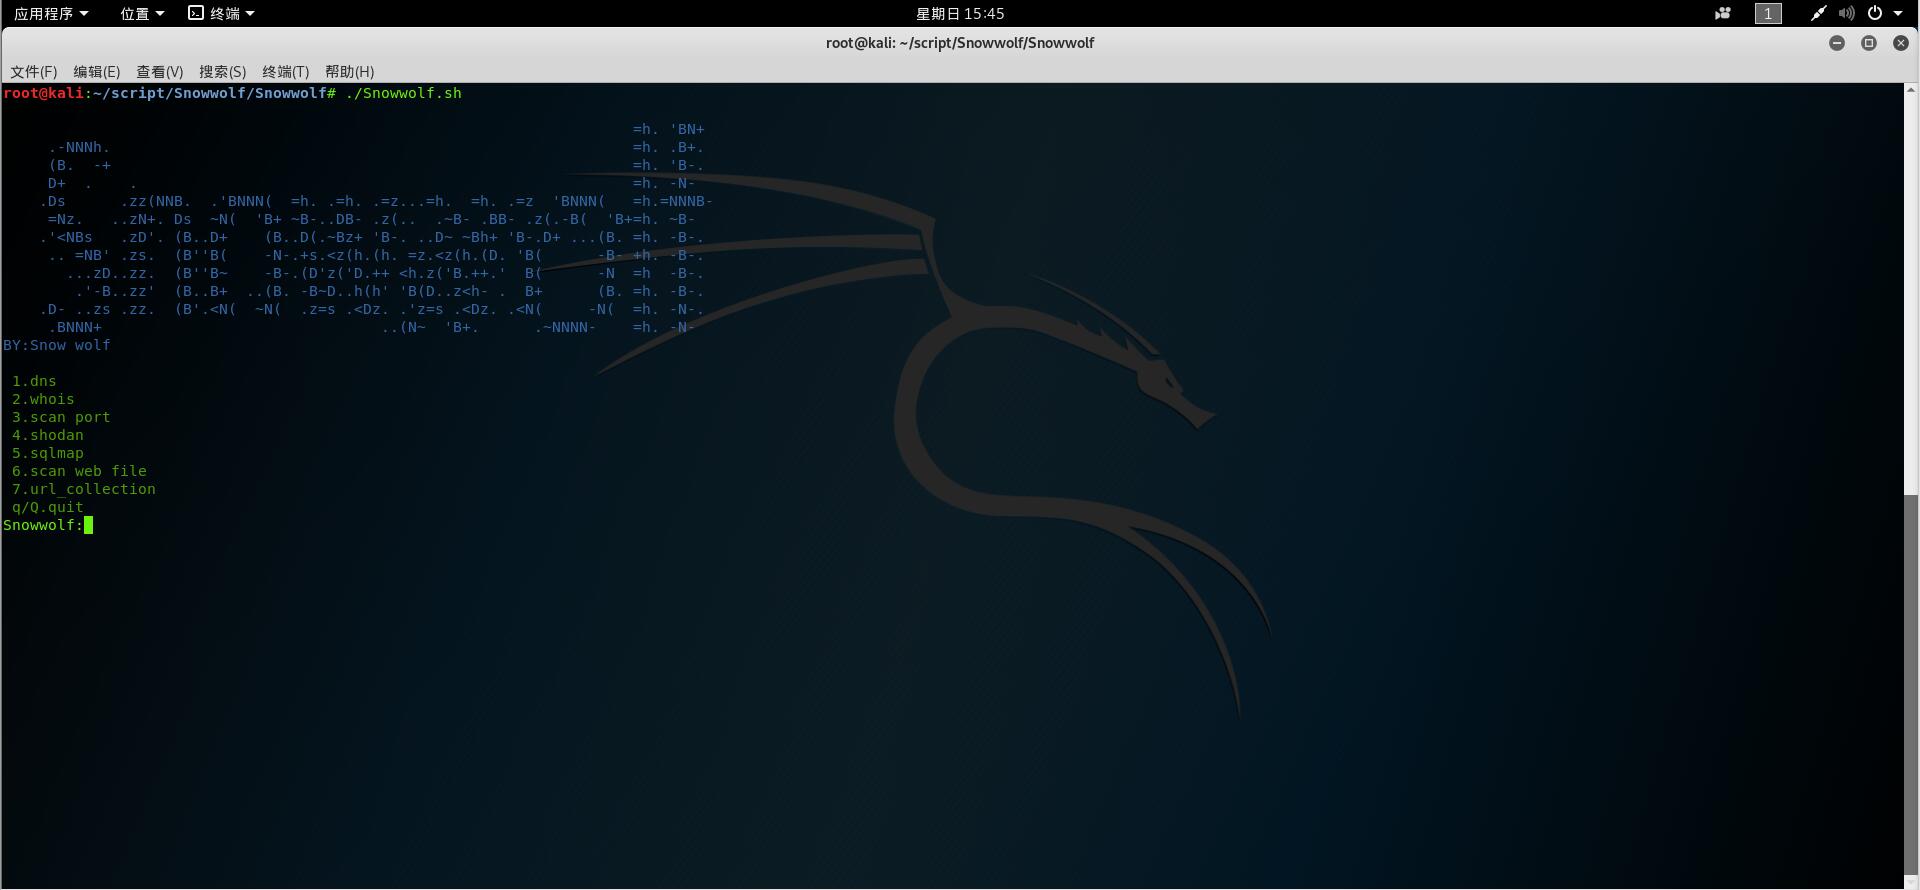 应用程序 位置 终端 星期日 15:45 1
root@kali: ~/script/Snowwolf/Snowwolf
文件(F) 编辑(E) 查看(V) 搜索(S) 终端(T) 帮助(H)
root@kali:~/script/Snowwolf/Snowwolf# ./Snowwolf.sh
                                                                      =h. 'BN+
     .-NNNh.                                                          =h. .B+.
     (B.  -+                                                          =h. 'B-.
     D+  .    .                                                       =h. -N-
    .Ds      .zz(NNB.  .'BNNN(  =h. .=h. .=z...=h.  =h. .=z  'BNNN(   =h.=NNNB-
     =Nz.   ..zN+. Ds  ~N(  'B+ ~B-..DB- .z(..  .~B- .BB- .z(.-B(  'B+=h. ~B-
    .'<NBs   .zD'. (B..D+    (B..D(.~Bz+ 'B-. ..D~ ~Bh+ 'B-.D+ ...(B. =h. -B-.
     .. =NB' .zs.  (B''B(    -N-.+s.<z(h.(h. =z.<z(h.(D. 'B(      -B- +h. -B-.
       ...zD..zz.  (B''B~    -B-.(D'z('D.++ <h.z('B.++.'  B(      -N  =h  -B-.
        .'-B..zz'  (B..B+  ..(B. -B~D..h(h' 'B(D..z<h- .  B+      (B. =h. -B-.
    .D- ..zs .zz.  (B'.<N(  ~N(  .z=s .<Dz. .'z=s .<Dz. .<N(     -N(  =h. -N-.
     .BNNN+                               ..(N~  'B+.      .~NNNN-    =h. -N-
BY:Snow wolf
1.dns
2.whois
3.scan port
4.shodan
5.sqlmap
6.scan web file
7.url_collection
q/Q.quit
Snowwolf: